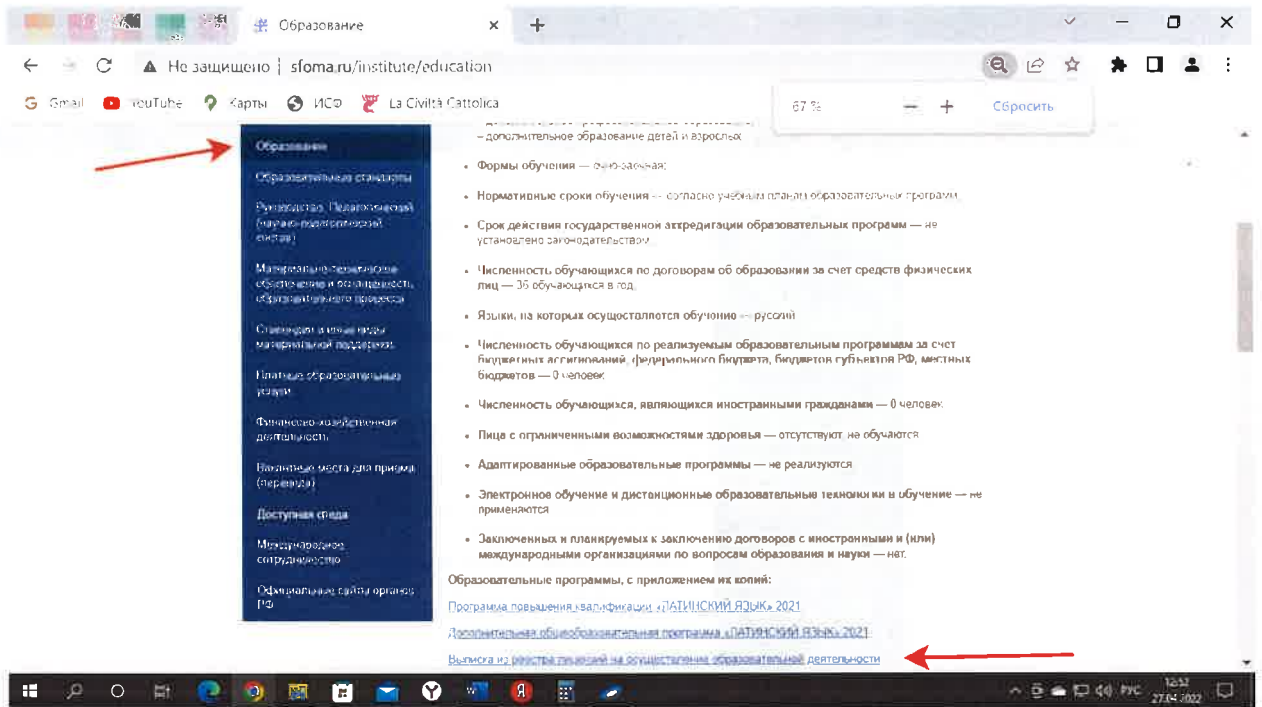 Образование
Не защищено | sfoma.ru/institute/education
Gmail YouTube Карты ИСФ La Civiltà Cattolica
67 % Сбросить
Образование
Образовательные стандарты
Руководство. Педагогический
(научно-педагогический)
состав)
Материально-техническое
обеспечение и оснащенность
образовательного процесса
Стипендии и иные виды
материальной поддержки
Платные образовательные
услуги
Финансово-хозяйственная
деятельность
Вакантные места для приема
(перевода)
Доступная среда
Международное
сотрудничество
Официальные сайты органов
РФ
– дополнительное образование детей и взрослых
• Формы обучения — очно-заочная;
• Нормативные сроки обучения — согласно учебным планам образовательных программ
• Срок действия государственной аккредитации образовательных программ — не
установлено законодательством
• Численность обучающихся по договорам об образовании за счет средств физических
лиц — 36 обучающихся в год,
• Языки, на которых осуществляется обучение — русский
• Численность обучающихся по реализуемым образовательным программам за счет
бюджетных ассигнований, федерального бюджета, бюджетов субъектов РФ, местных
бюджетов — 0 человек
• Численность обучающихся, являющихся иностранными гражданами — 0 человек
• Лица с ограниченными возможностями здоровья — отсутствуют, не обучаются
• Адаптированные образовательные программы — не реализуются
• Электронное обучение и дистанционные образовательные технологии в обучение — не
применяются
• Заключенных и планируемых к заключению договоров с иностранными и (или)
международными организациями по вопросам образования и науки — нет.
Образовательные программы, с приложением их копий:
Программа повышения квалификации «ЛАТИНСКИЙ ЯЗЫК» 2021
Дополнительная общеобразовательная программа «ЛАТИНСКИЙ ЯЗЫК» 2021
Выписка из реестра лицензий на осуществление образовательной деятельности
РУС
12:52
27.04.2022